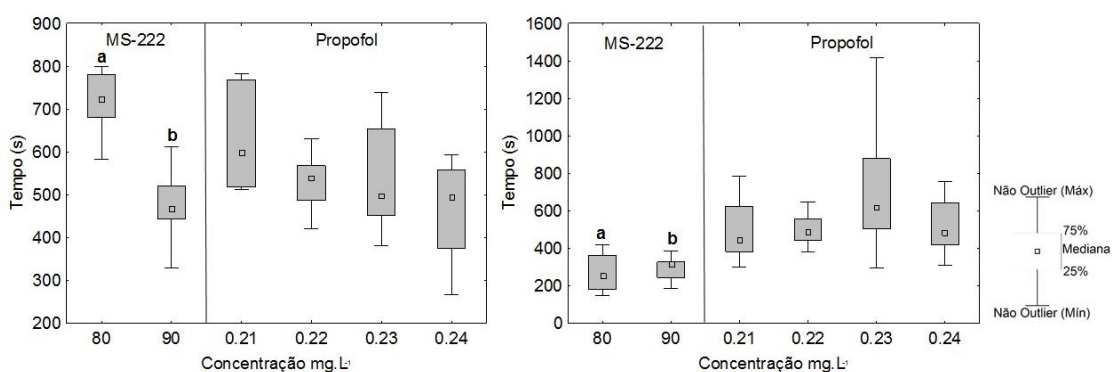 900
800
700
600
500
400
300
200
Tempo (s)
MS-222
Propofol
a
b
80
90
0.21
0.22
0.23
0.24
Concentração mg.L-1
1600
1400
1200
1000
800
600
400
200
0
Tempo (s)
MS-222
Propofol
a
b
80
90
0.21
0.22
0.23
0.24
Concentração mg.L-1
Não Outlier (Máx)
75%
Mediana
25%
Não Outlier (Mín)